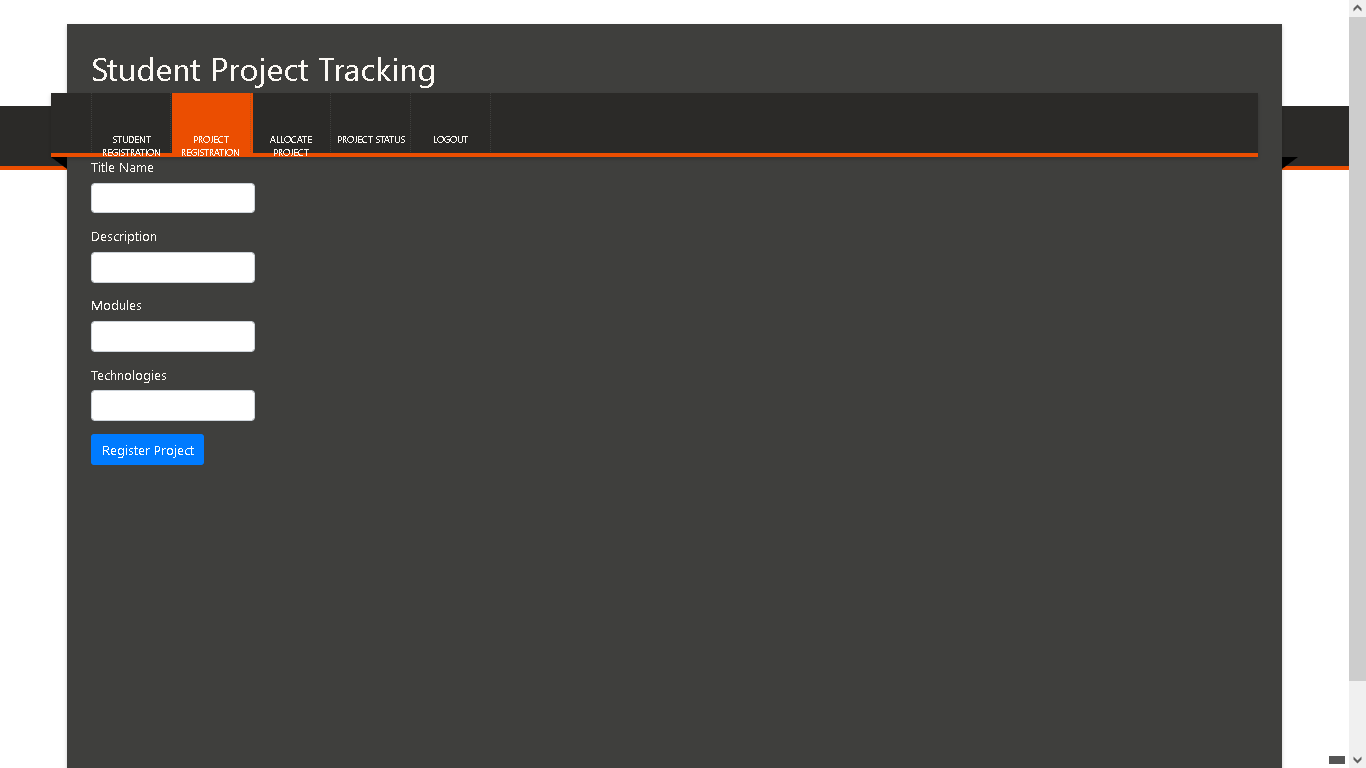 Student Project Tracking
STUDENT
REGISTRATION
PROJECT
REGISTRATION
ALLOCATE
PROJECT
PROJECT STATUS
LOGOUT
Title Name
Description
Modules
Technologies
Register Project